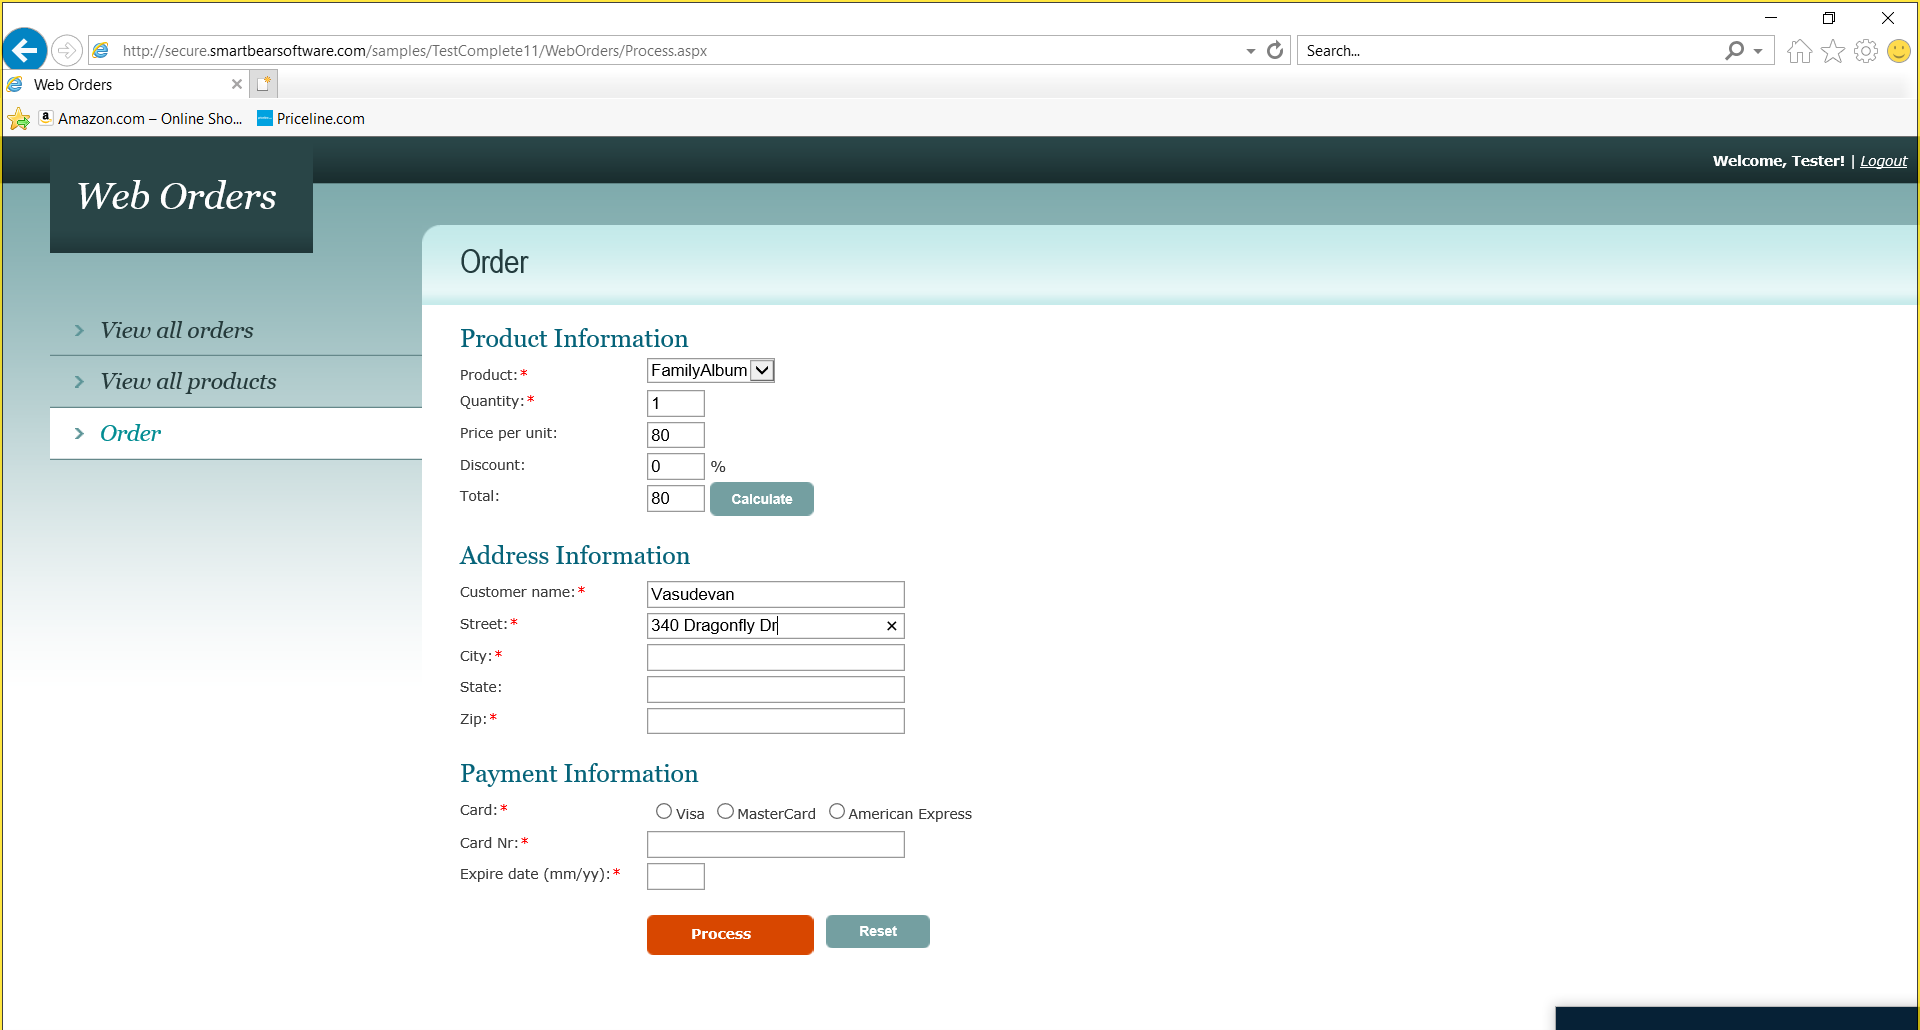 http://secure.smartbearsoftware.com/samples/TestComplete11/WebOrders/Process.aspx
Search...
Web Orders
Amazon.com – Online Sho...
Priceline.com
Welcome, Tester! | Logout
Web Orders
View all orders
View all products
Order
Order
Product Information
Product:* FamilyAlbum
Quantity:* 1
Price per unit: 80
Discount: 0 %
Total: 80 Calculate
Address Information
Customer name:* Vasudevan
Street:* 340 Dragonfly Dr
City:*
State:
Zip:*
Payment Information
Card:* Visa MasterCard American Express
Card Nr:*
Expire date (mm/yy):*
Process Reset